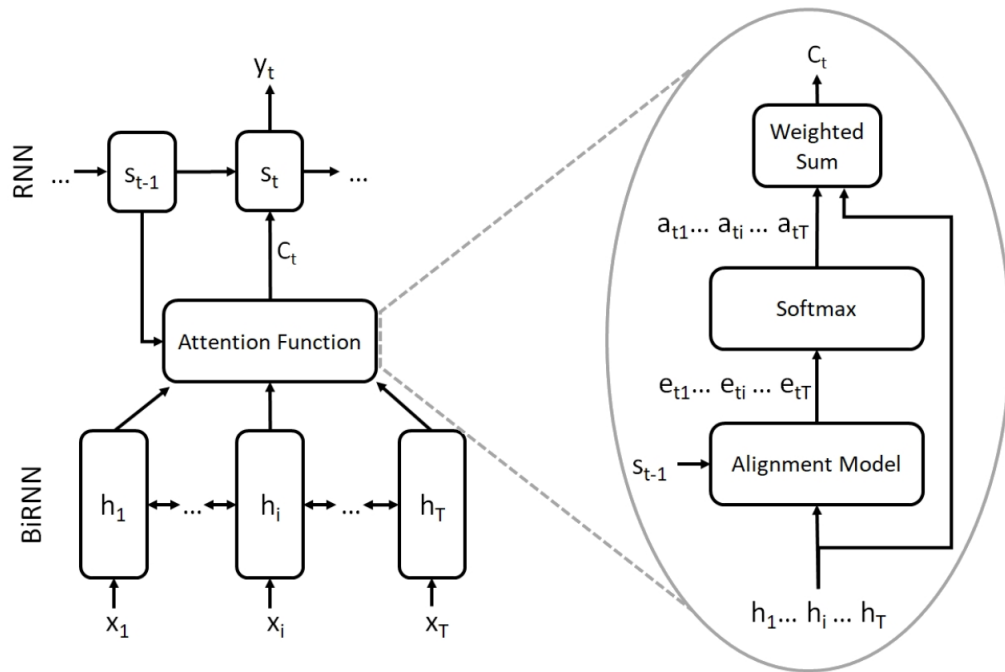 y_t
RNN
...
s_{t-1}
s_t
...
C_t
Attention Function
BiRNN
h_1
...
h_i
...
h_T
x_1
x_i
x_T
C_t
Weighted
Sum
a_{t1}... a_{ti} ... a_{tT}
Softmax
e_{t1}... e_{ti} ... e_{tT}
s_{t-1}
Alignment Model
h_1... h_i ... h_T